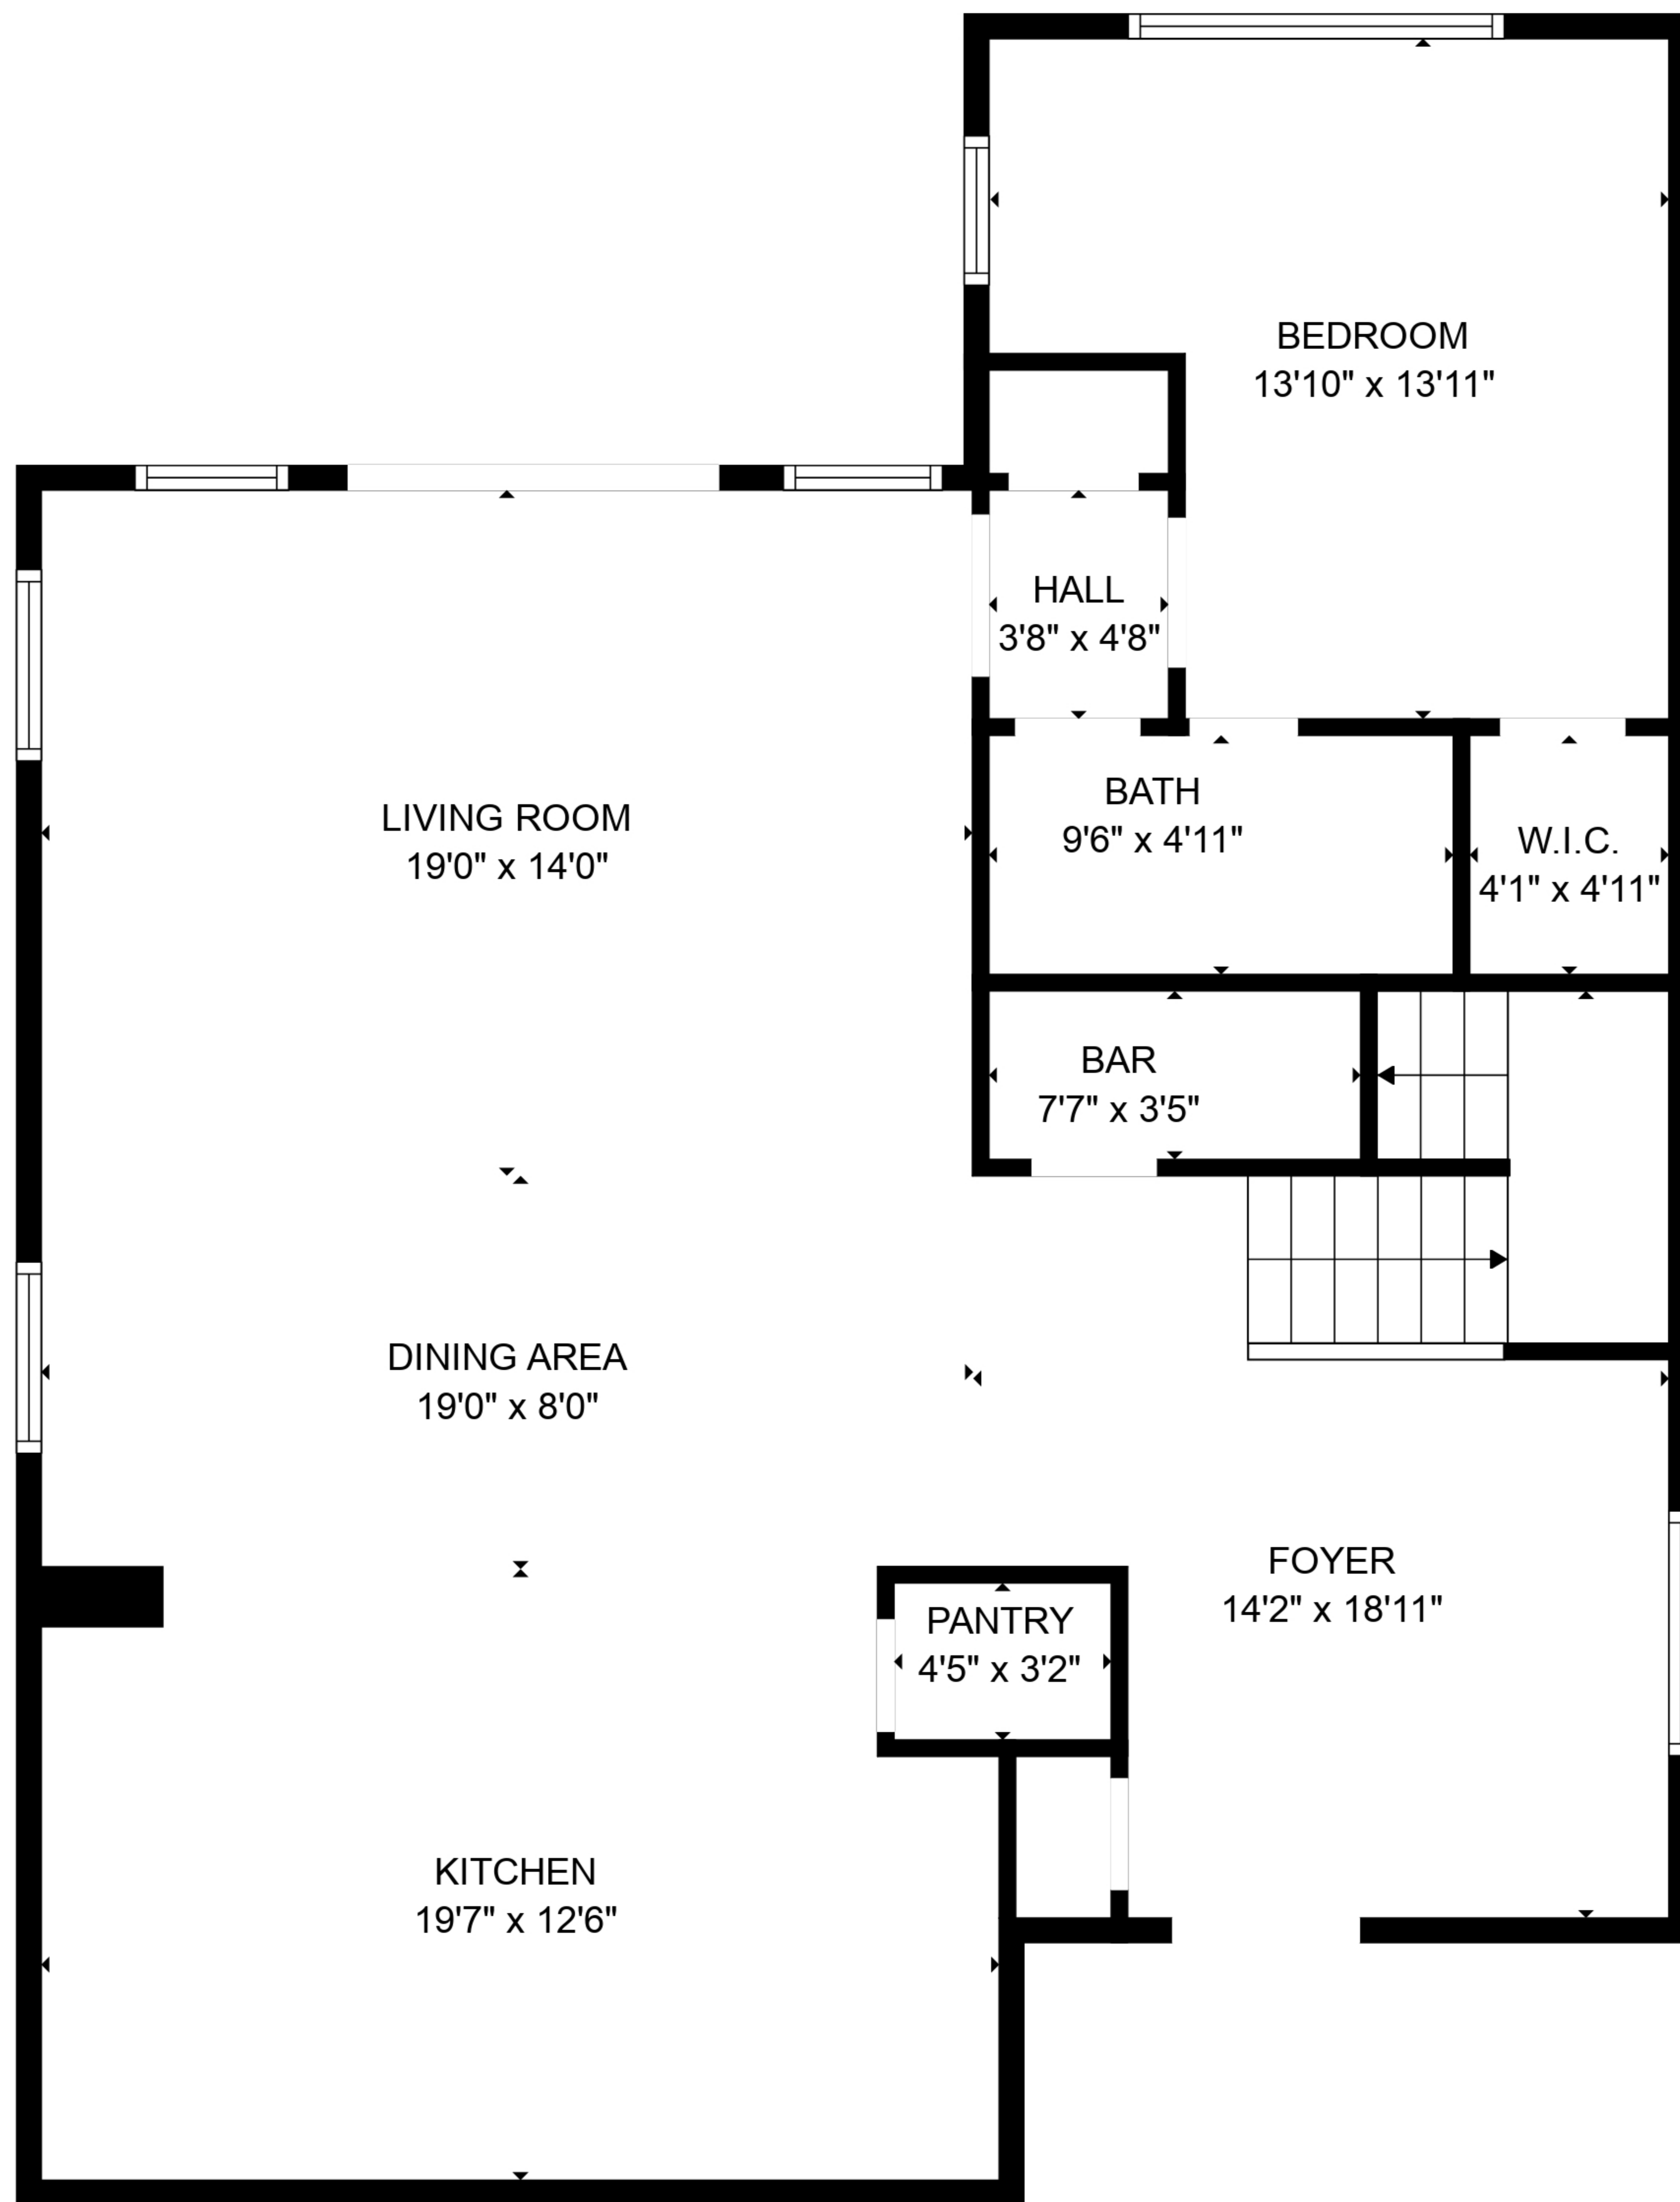 BEDROOM
13'10" x 13'11"
HALL
3'8" x 4'8"
LIVING ROOM
19'0" x 14'0"
BATH
9'6" x 4'11"
W.I.C.
4'1" x 4'11"
BAR
7'7" x 3'5"
DINING AREA
19'0" x 8'0"
FOYER
14'2" x 18'11"
PANTRY
4'5" x 3'2"
KITCHEN
19'7" x 12'6"